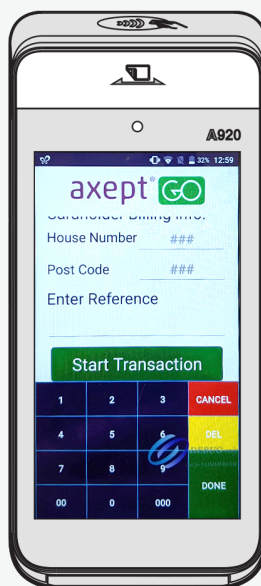 A920
32% 12:59
axept® GO
Cardholder Billing Info:
House Number ###
Post Code ###
Enter Reference
Start Transaction
1 2 3 CANCEL
4 5 6 DEL
7 8 9 DONE
00 0 000